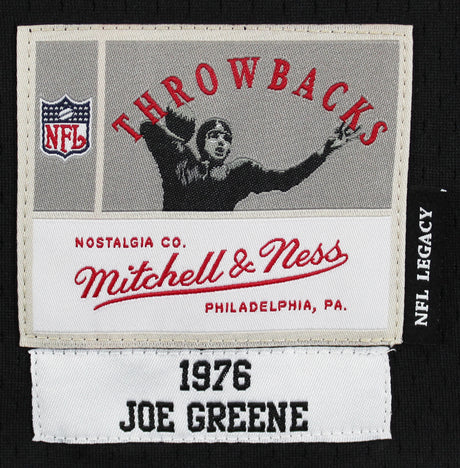 THROWBACKS
NFL
NOSTALGIA CO.
Mitchell & Ness
PHILADELPHIA, PA.
NFL LEGACY
1976
JOE GREENE